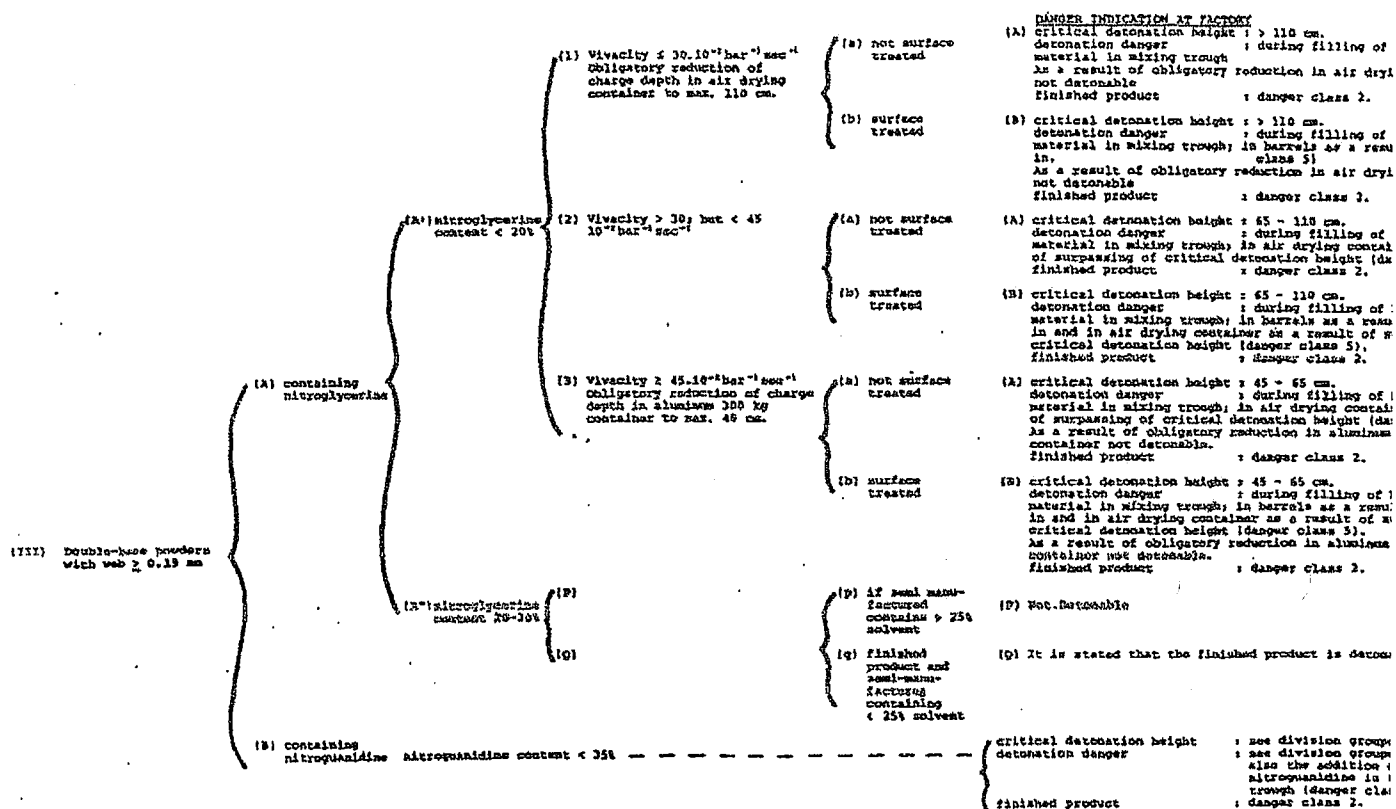 DANGER INDICATION AT FACTORY
(1) Vivacity ≤ 30.10⁻² bar⁻¹ sec⁻¹
Obligatory reduction of
charge depth in air drying
container to max. 110 cm.
(a) not surface
treated
(A) critical detonation height : > 110 cm.
detonation danger : during filling of
material in mixing trough
As a result of obligatory reduction in air dryi
not detonable
finished product : danger class 2.
(b) surface
treated
(B) critical detonation height : > 110 cm.
detonation danger : during filling of
material in mixing trough; in barrels as a resu
in. class 5)
As a result of obligatory reduction in air dryi
not detonable
finished product : danger class 2.
(A') nitroglycerine
content < 20%
(2) Vivacity > 30; but < 45
10⁻² bar⁻¹ sec⁻¹
(a) not surface
treated
(A) critical detonation height : 65 - 110 cm.
detonation danger : during filling of
material in mixing trough; in air drying contai
of surpassing of critical detonation height (da
finished product : danger class 2.
(b) surface
treated
(B) critical detonation height : 65 - 110 cm.
detonation danger : during filling of
material in mixing trough; in barrels as a resu
in and in air drying container as a result of
critical detonation height (danger class 5).
finished product : danger class 2.
(A) containing
nitroglycerine
(3) Vivacity ≥ 45.10⁻² bar⁻¹ sec⁻¹
Obligatory reduction of charge
depth in aluminum 300 kg
container to max. 40 cm.
(a) not surface
treated
(A) critical detonation height : 45 - 65 cm.
detonation danger : during filling of
material in mixing trough; in air drying contai
of surpassing of critical detonation height (da
As a result of obligatory reduction in aluminum
container not detonable.
finished product : danger class 2.
(b) surface
treated
(B) critical detonation height : 45 - 65 cm.
detonation danger : during filling of
material in mixing trough; in barrels as a resul
in and in air drying container as a result of
critical detonation height (danger class 5).
As a result of obligatory reduction in aluminum
container not detonable.
finished product : danger class 2.
(III) Double-base powders
with web ≥ 0.19 mm
(A") nitroglycerine
content 20-30%
(P)
(p) if semi manu-
factured
contains > 25%
solvent
(P) Not Detonable
(Q)
(q) finished
product and
semi-manu-
factured
containing
< 25% solvent
(Q) It is stated that the finished product is deton
(B) containing
nitroguanidine nitroguanidine content < 35%
critical detonation height : see division group
detonation danger : see division group
also the addition
nitroguanidine in
trough (danger cla
finished product : danger class 2.